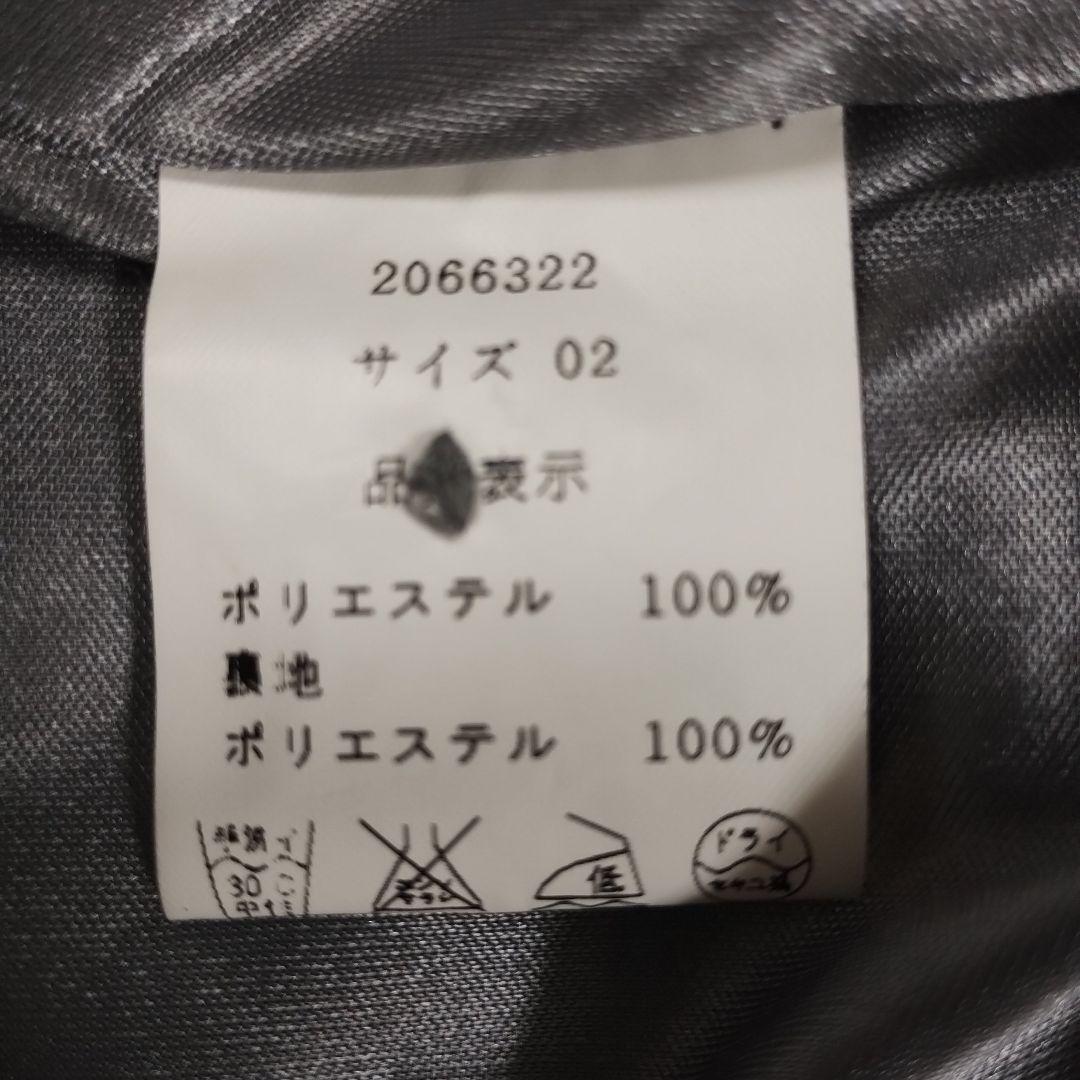 2066322
サイズ 02
品 表示
ポリエステル 100%
裏地
ポリエステル 100%
30
低
ドライ